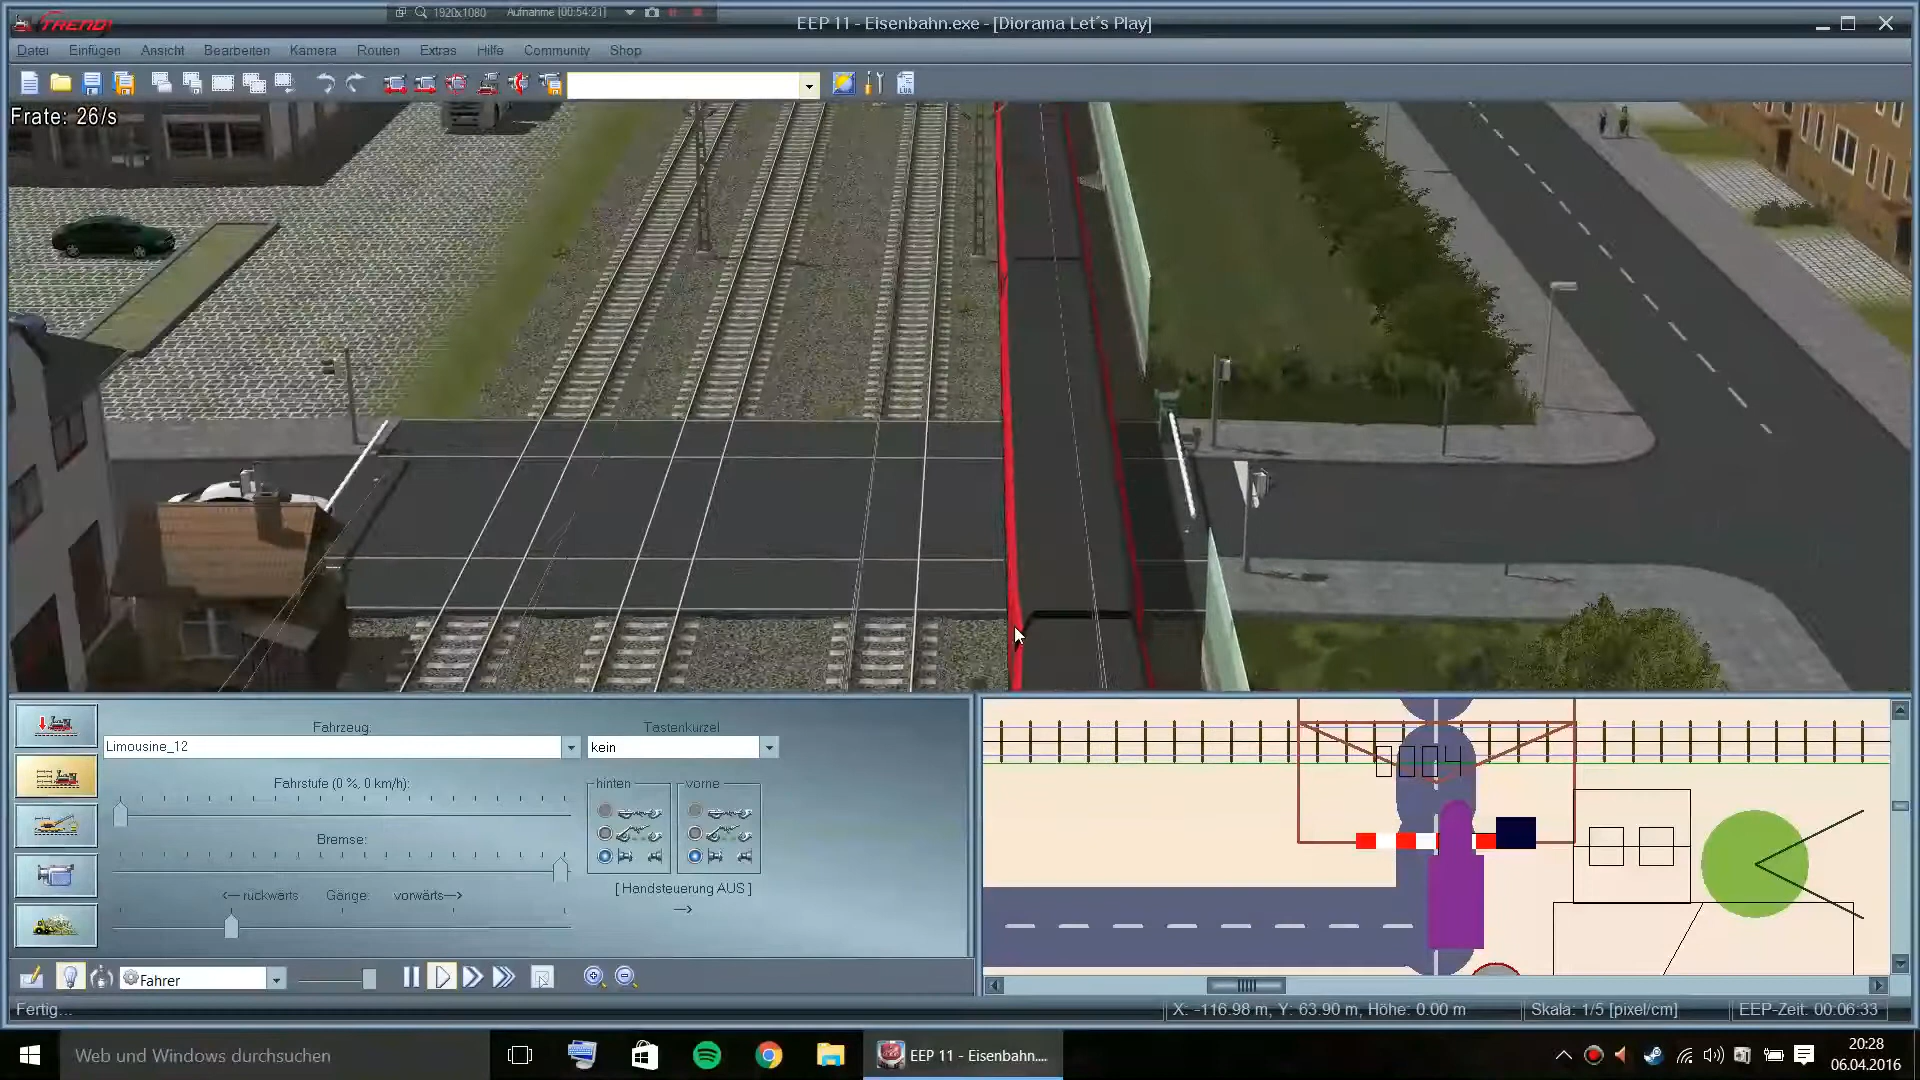 1920x1080 Aufnahme (00:54:21)
TREND
EEP 11 - Eisenbahn.exe - [Diorama Let´s Play]
Datei Einfügen Ansicht Bearbeiten Kamera Routen Extras Hilfe Community Shop
LUA
Frate: 26/s
Fahrzeug: Tastenkürzel
Limousine_12 kein
Fahrstufe (0 %, 0 km/h): hinten vorne
Bremse:
<-- rückwärts Gänge: vorwärts-->
[ Handsteuerung AUS ]
-->
Fahrer
Fertig...
X: -116.98 m, Y: 63.90 m, Höhe: 0.00 m Skala: 1/5 [pixel/cm] EEP-Zeit: 00:06:33
Web und Windows durchsuchen
EEP 11 - Eisenbahn....
20:28
06.04.2016